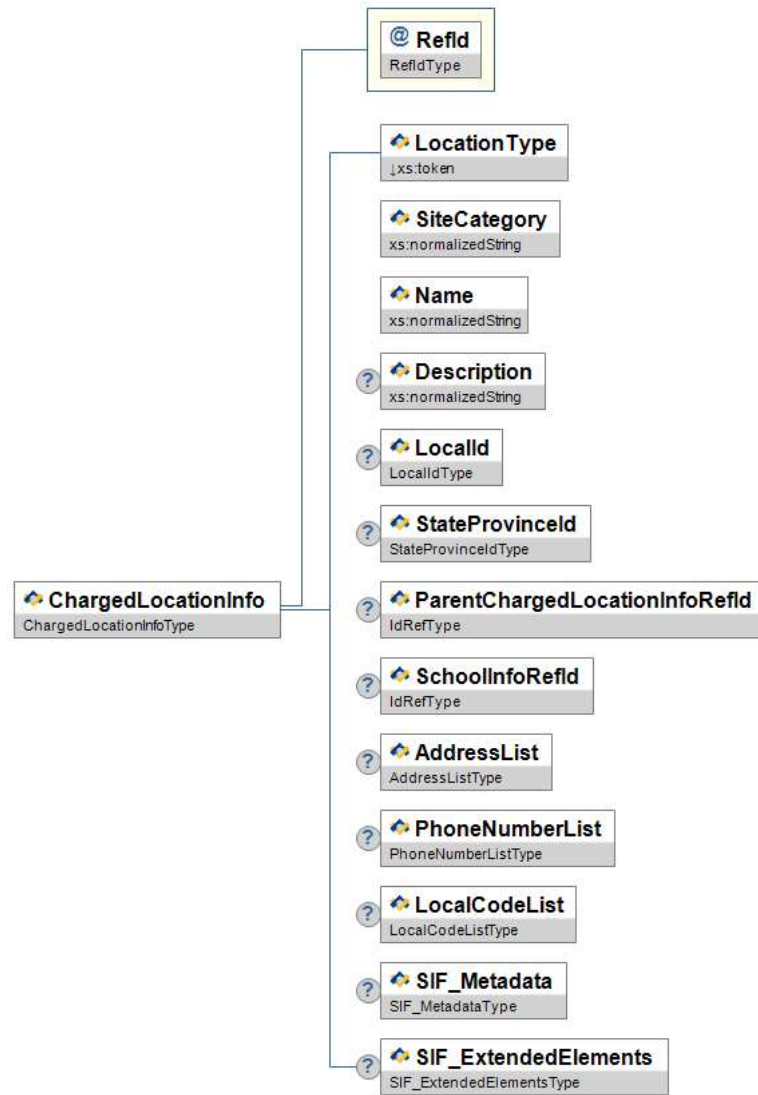 @ RefId
RefIdType
LocationType
↓xs:token
SiteCategory
xs:normalizedString
Name
xs:normalizedString
? Description
xs:normalizedString
? LocalId
LocalIdType
? StateProvinceId
StateProvinceIdType
ChargedLocationInfo
ChargedLocationInfoType
? ParentChargedLocationInfoRefId
IdRefType
? SchoolInfoRefId
IdRefType
? AddressList
AddressListType
? PhoneNumberList
PhoneNumberListType
? LocalCodeList
LocalCodeListType
? SIF_Metadata
SIF_MetadataType
? SIF_ExtendedElements
SIF_ExtendedElementsType